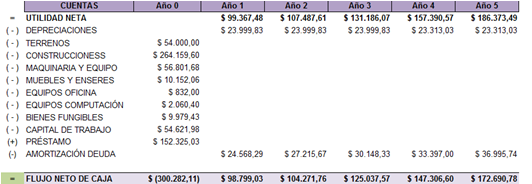 CUENTAS Año 0 Año 1 Año 2 Año 3 Año 4 Año 5
= UTILIDAD NETA $ 99.367,48 $ 107.487,61 $ 131.186,07 $ 157.390,57 $ 186.373,49
(-) DEPRECIACIONES $ 23.999,83 $ 23.999,83 $ 23.999,83 $ 23.313,03 $ 23.313,03
(-) TERRENOS $ 54.000,00
(-) CONSTRUCCIONESS $ 264.159,60
(-) MAQUINARIA Y EQUIPO $ 56.801,68
(-) MUEBLES Y ENSERES $ 10.152,06
(-) EQUIPOS OFICINA $ 832,00
(-) EQUIPOS COMPUTACIÓN $ 2.060,40
(-) BIENES FUNGIBLES $ 9.979,43
(-) CAPITAL DE TRABAJO $ 54.621,98
(+) PRÉSTAMO $ 152.325,03
(-) AMORTIZACIÓN DEUDA $ 24.568,29 $ 27.215,67 $ 30.148,33 $ 33.397,00 $ 36.995,74
= FLUJO NETO DE CAJA $ (300.282,11) $ 98.799,03 $ 104.271,76 $ 125.037,57 $ 147.306,60 $ 172.690,78